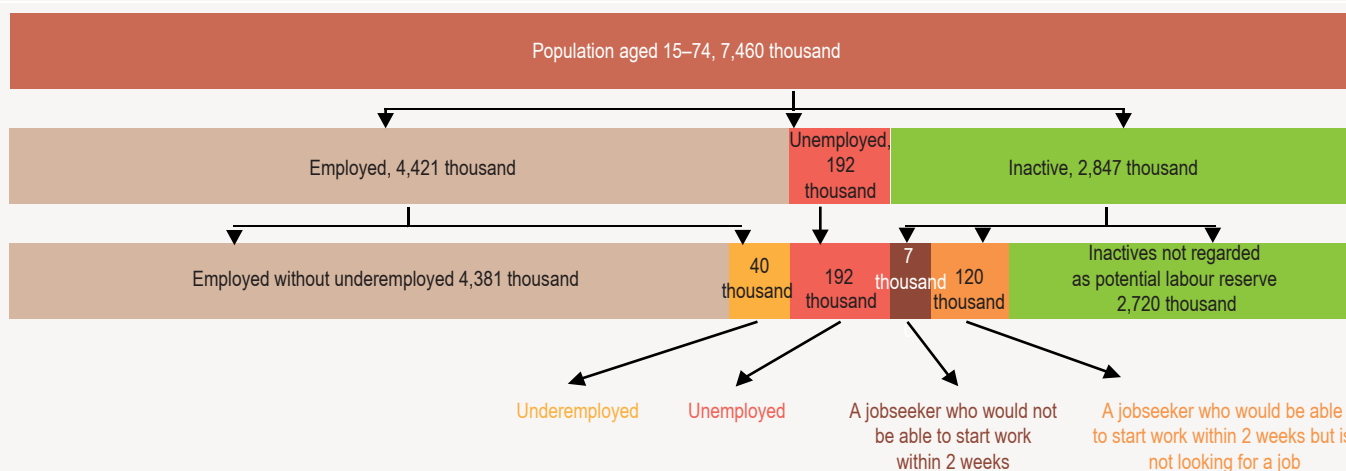 Population aged 15–74, 7,460 thousand
Employed, 4,421 thousand
Unemployed,
192
thousand
Inactive, 2,847 thousand
Employed without underemployed 4,381 thousand
40
thousand
192
thousand
7
thousand
120
thousand
Inactives not regarded
as potential labour reserve
2,720 thousand
Underemployed
Unemployed
A jobseeker who would not
be able to start work
within 2 weeks
A jobseeker who would be able
to start work within 2 weeks but is
not looking for a job